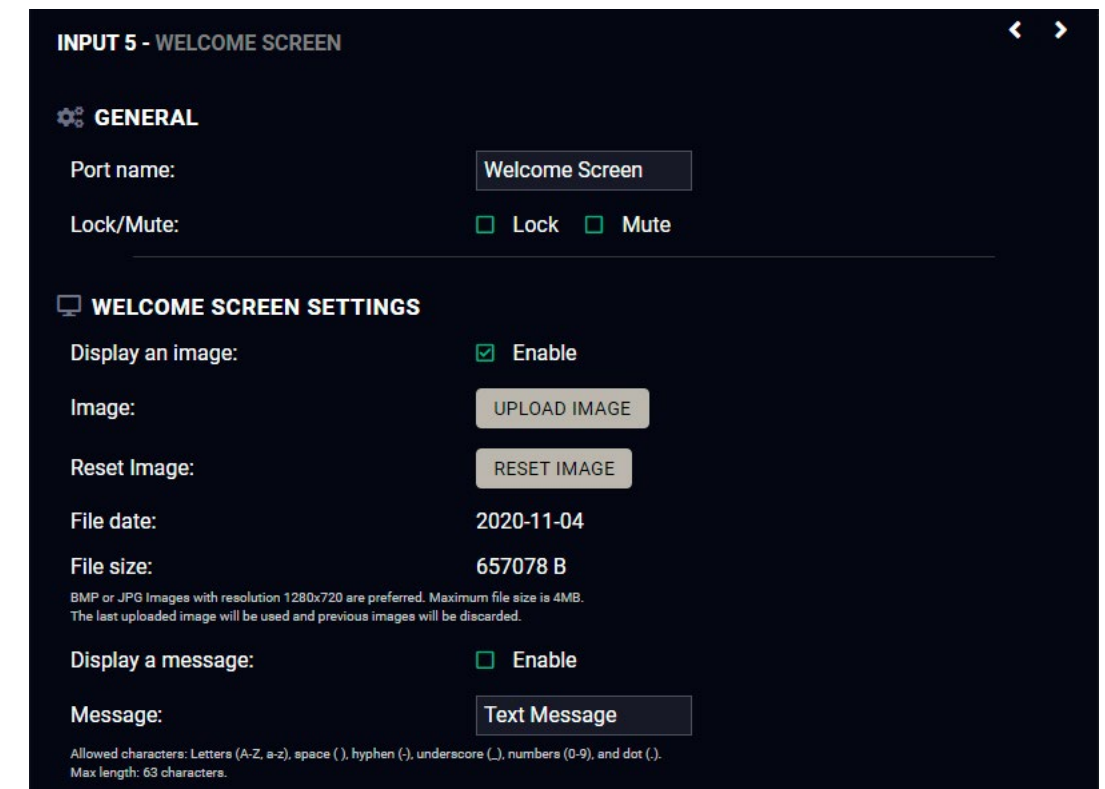 INPUT 5 - WELCOME SCREEN
GENERAL
Port name: Welcome Screen
Lock/Mute: Lock Mute
WELCOME SCREEN SETTINGS
Display an image: Enable
Image: UPLOAD IMAGE
Reset Image: RESET IMAGE
File date: 2020-11-04
File size: 657078 B
BMP or JPG Images with resolution 1280x720 are preferred. Maximum file size is 4MB.
The last uploaded image will be used and previous images will be discarded.
Display a message: Enable
Message: Text Message
Allowed characters: Letters (A-Z, a-z), space ( ), hyphen (-), underscore (_), numbers (0-9), and dot (.).
Max length: 63 characters.